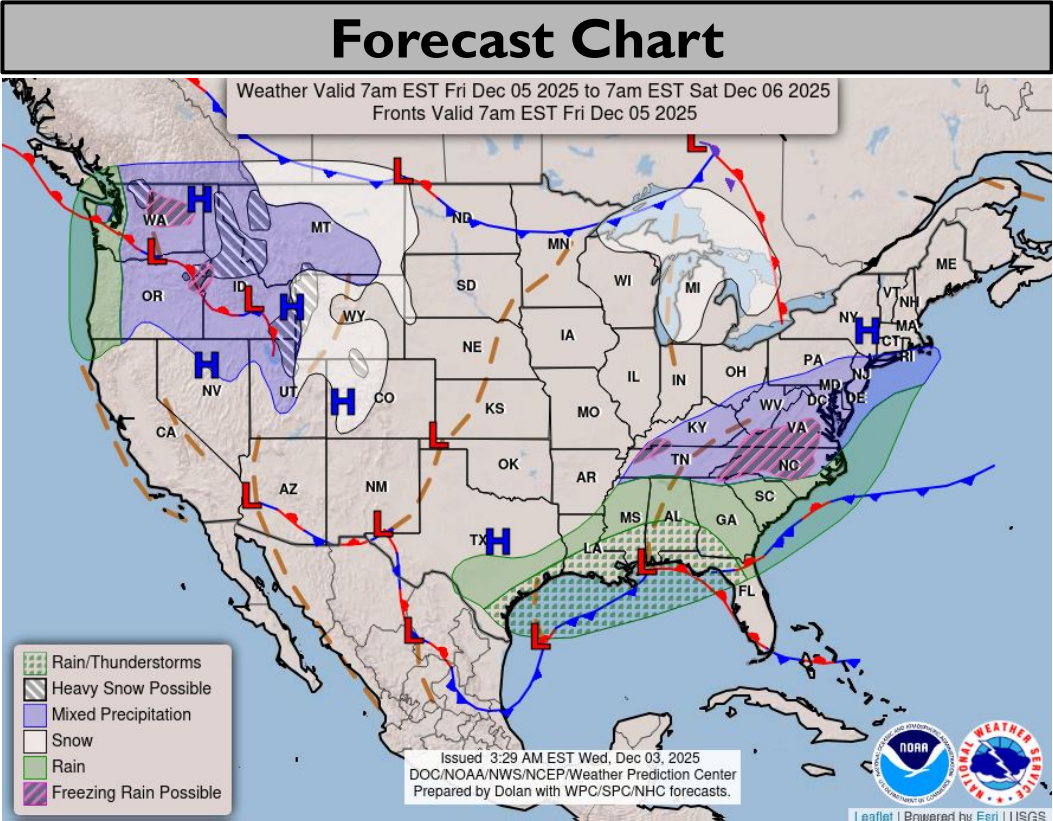 Forecast Chart
Weather Valid 7am EST Fri Dec 05 2025 to 7am EST Sat Dec 06 2025
Fronts Valid 7am EST Fri Dec 05 2025
L
L
H
WA
MT
ND
MN
ME
L
OR
ID
L
H
WY
SD
WI
MI
VT
NH
NY
H
MA
CT
RI
H
NV
UT
H
CO
NE
IA
IL
IN
OH
PA
NJ
MD
DC
DE
WV
VA
KY
KS
MO
CA
L
TN
NC
OK
AR
AZ
NM
L
SC
L
MS
AL
GA
TX
H
LA
L
FL
L
L
Rain/Thunderstorms
Heavy Snow Possible
Mixed Precipitation
Snow
Rain
Freezing Rain Possible
Issued 3:29 AM EST Wed, Dec 03, 2025
DOC/NOAA/NWS/NCEP/Weather Prediction Center
Prepared by Dolan with WPC/SPC/NHC forecasts.
NOAA
NATIONAL WEATHER SERVICE
Leaflet | Powered by Esri | USGS